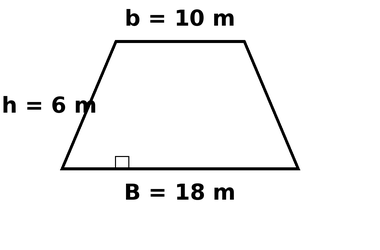 b = 10 m
h = 6 m
B = 18 m